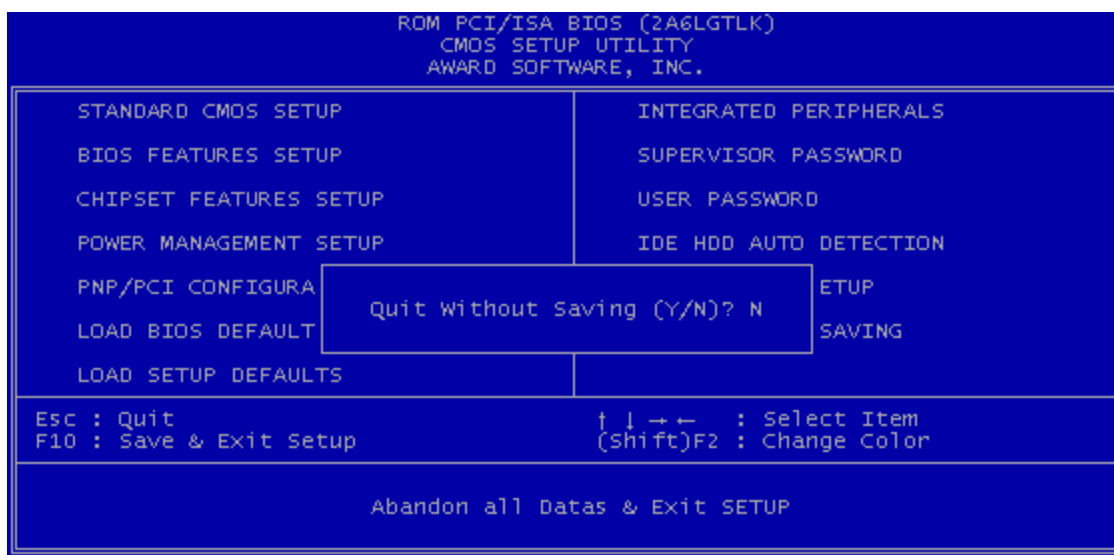 ROM PCI/ISA BIOS (2A6LGTLK)
CMOS SETUP UTILITY
AWARD SOFTWARE, INC.
STANDARD CMOS SETUP
BIOS FEATURES SETUP
CHIPSET FEATURES SETUP
POWER MANAGEMENT SETUP
PNP/PCI CONFIGURA
LOAD BIOS DEFAULT
LOAD SETUP DEFAULTS
INTEGRATED PERIPHERALS
SUPERVISOR PASSWORD
USER PASSWORD
IDE HDD AUTO DETECTION
ETUP
SAVING
Quit Without Saving (Y/N)? N
Esc : Quit
F10 : Save & Exit Setup
↑ ↓ → ← : Select Item
(Shift)F2 : Change Color
Abandon all Datas & Exit SETUP